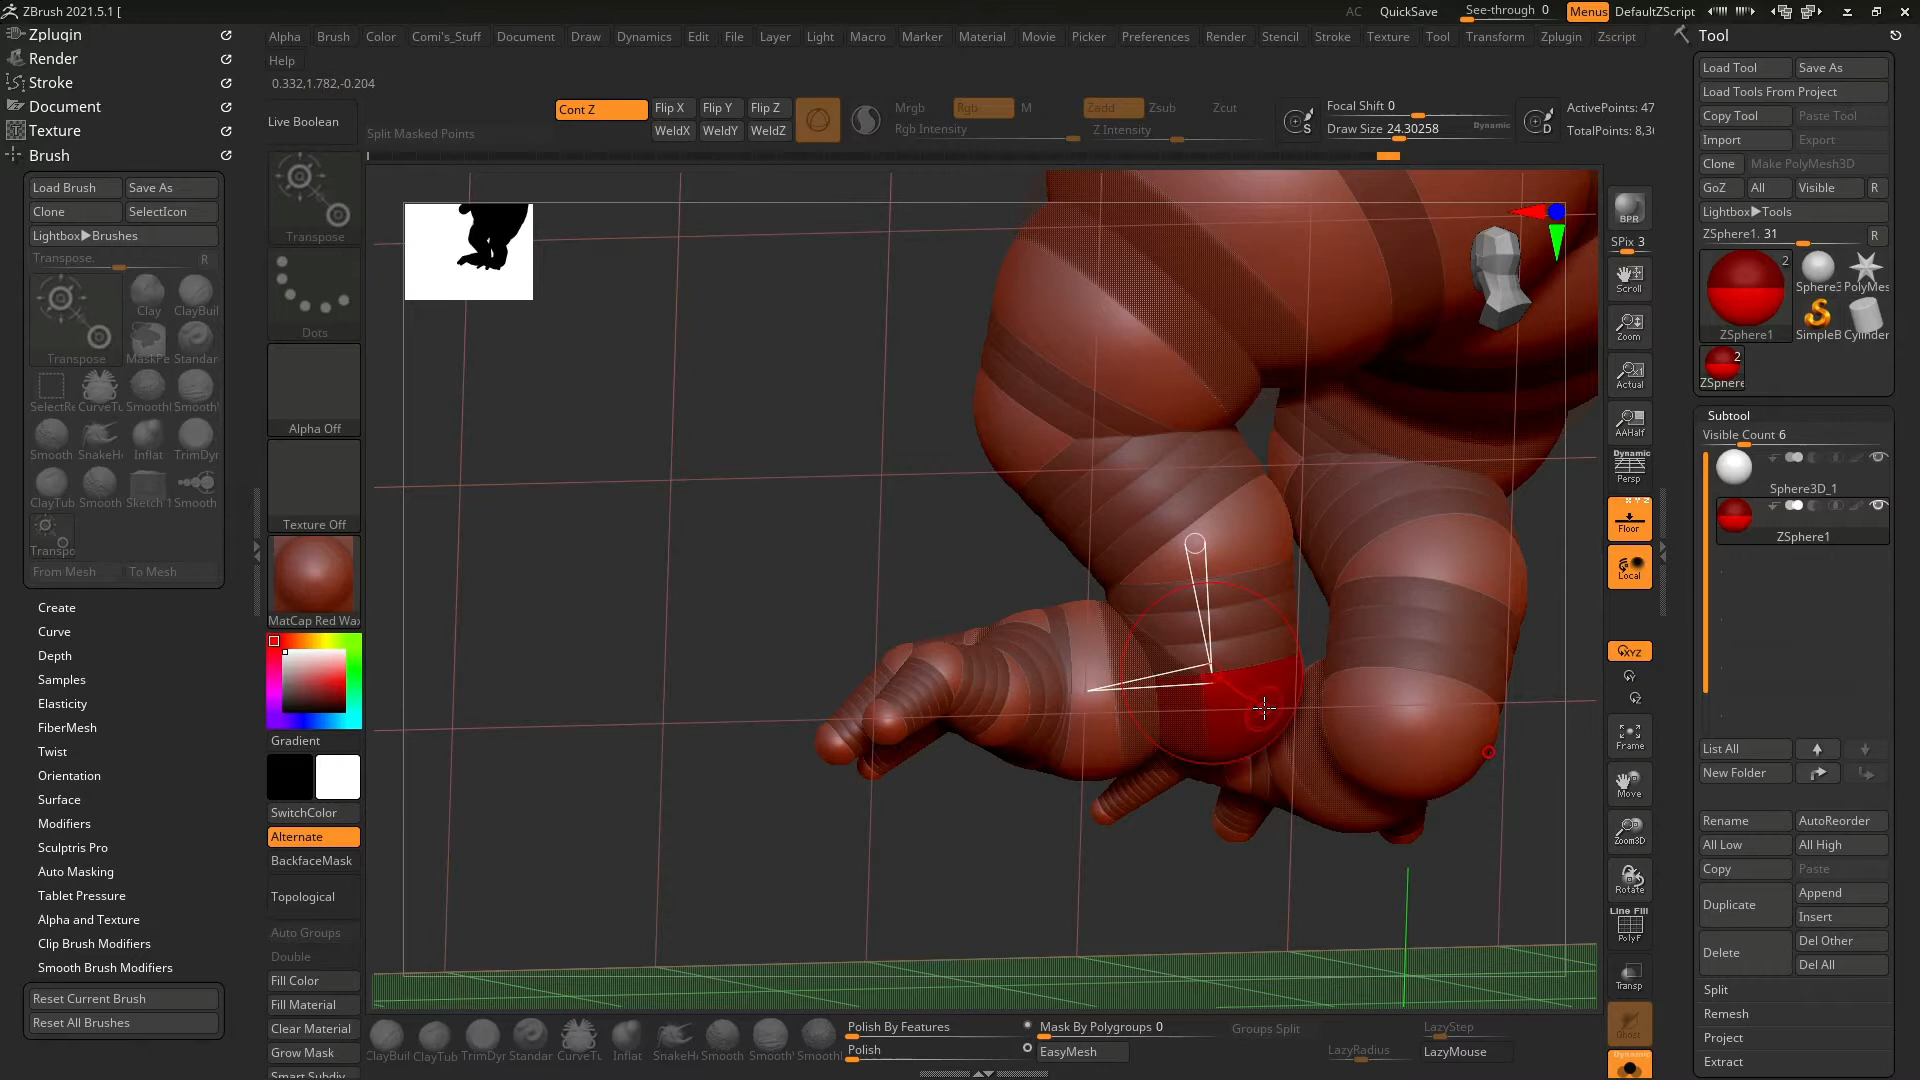 ZBrush 2021.5.1 [
AC QuickSave See-through 0 Menus DefaultZScript
Zplugin
Render
Stroke
Document
Texture
Brush
Load Brush Save As
Clone SelectIcon
Lightbox▶Brushes
Transpose. R
Transpose Clay ClayBuil
MaskPe Standar
SelectRe CurveTu Smooth Smooth
Smooth SnakeH Inflat TrimDyr
ClayTub Smooth Sketch 1 Smooth
Transpo
From Mesh To Mesh
Create
Curve
Depth
Samples
Elasticity
FiberMesh
Twist
Orientation
Surface
Modifiers
Sculptris Pro
Auto Masking
Tablet Pressure
Alpha and Texture
Clip Brush Modifiers
Smooth Brush Modifiers
Reset Current Brush
Reset All Brushes
Alpha Brush Color Comi's_Stuff Document Draw Dynamics Edit File Layer Light Macro Marker Material Movie Picker Preferences Render Stencil Stroke Texture Tool Transform Zplugin Zscript
Help
0.332,1.782,-0.204
Live Boolean
Split Masked Points
Cont Z Flip X Flip Y Flip Z
WeldX WeldY WeldZ
Mrgb Rgb M
Rgb Intensity
Zadd Zsub Zcut
Z Intensity
S
Focal Shift 0
Draw Size 24.30258 Dynamic
D
ActivePoints: 47
TotalPoints: 8,3
Transpose
Dots
Alpha Off
Texture Off
MatCap Red Wax
Gradient
SwitchColor
Alternate
BackfaceMask
Topological
Auto Groups
Double
Fill Color
Fill Material
Clear Material
Grow Mask
Smart Subdiv
BPR
SPix 3
Scroll
Zoom
Actual
AAHalf
Dynamic
Persp
X Y Z
Floor
Local
XYZ
Y
Z
Frame
Move
Zoom3D
Rotate
Line Fill
PolyF
Transp
Ghost
Dynamic
ClayBuil ClayTub TrimDyr Standar CurveTu Inflat SnakeH Smooth Smooth Smooth
Polish By Features
Polish
Mask By Polygroups 0
EasyMesh
Groups Split
LazyRadius
LazyStep
LazyMouse
Tool
Load Tool Save As
Load Tools From Project
Copy Tool Paste Tool
Import Export
Clone Make PolyMesh3D
GoZ All Visible R
Lightbox▶Tools
ZSphere1. 31 R
2
ZSphere1 Sphere3 PolyMes
SimpleB Cylinder
2
ZSphere
Subtool
Visible Count 6
Sphere3D_1
ZSphere1
List All
New Folder
Rename AutoReorder
All Low All High
Copy Paste
Duplicate Append
Insert
Delete Del Other
Del All
Split
Remesh
Project
Extract